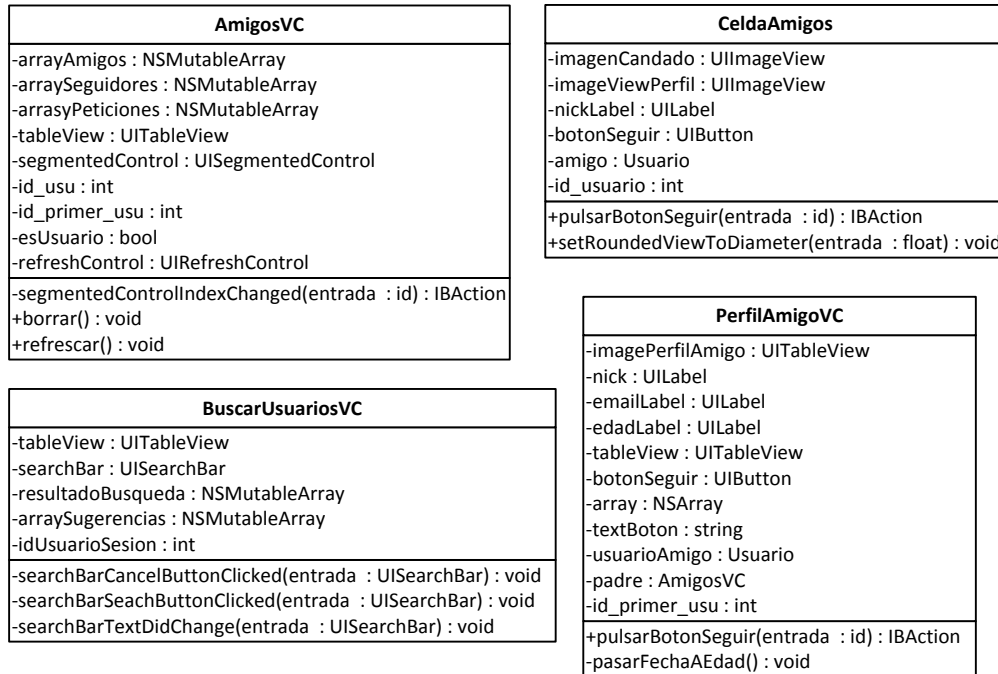 AmigosVC
-arrayAmigos : NSMutableArray
-arraySeguidores : NSMutableArray
-arrasyPeticiones : NSMutableArray
-tableView : UITableView
-segmentedControl : UISegmentedControl
-id_usu : int
-id_primer_usu : int
-esUsuario : bool
-refreshControl : UIRefreshControl
-segmentedControlIndexChanged(entrada : id) : IBAction
+borrar() : void
+refrescar() : void
CeldaAmigos
-imagenCandado : UIImageView
-imageViewPerfil : UIImageView
-nickLabel : UILabel
-botonSeguir : UIButton
-amigo : Usuario
-id_usuario : int
+pulsarBotonSeguir(entrada : id) : IBAction
+setRoundedViewToDiameter(entrada : float) : void
BuscarUsuariosVC
-tableView : UITableView
-searchBar : UISearchBar
-resultadoBusqueda : NSMutableArray
-arraySugerencias : NSMutableArray
-idUsuarioSesion : int
-searchBarCancelButtonClicked(entrada : UISearchBar) : void
-searchBarSeachButtonClicked(entrada : UISearchBar) : void
-searchBarTextDidChange(entrada : UISearchBar) : void
PerfilAmigoVC
-imagePerfilAmigo : UITableView
-nick : UILabel
-emailLabel : UILabel
-edadLabel : UILabel
-tableView : UITableView
-botonSeguir : UIButton
-array : NSArray
-textBoton : string
-usuarioAmigo : Usuario
-padre : AmigosVC
-id_primer_usu : int
+pulsarBotonSeguir(entrada : id) : IBAction
-pasarFechaAEdad() : void